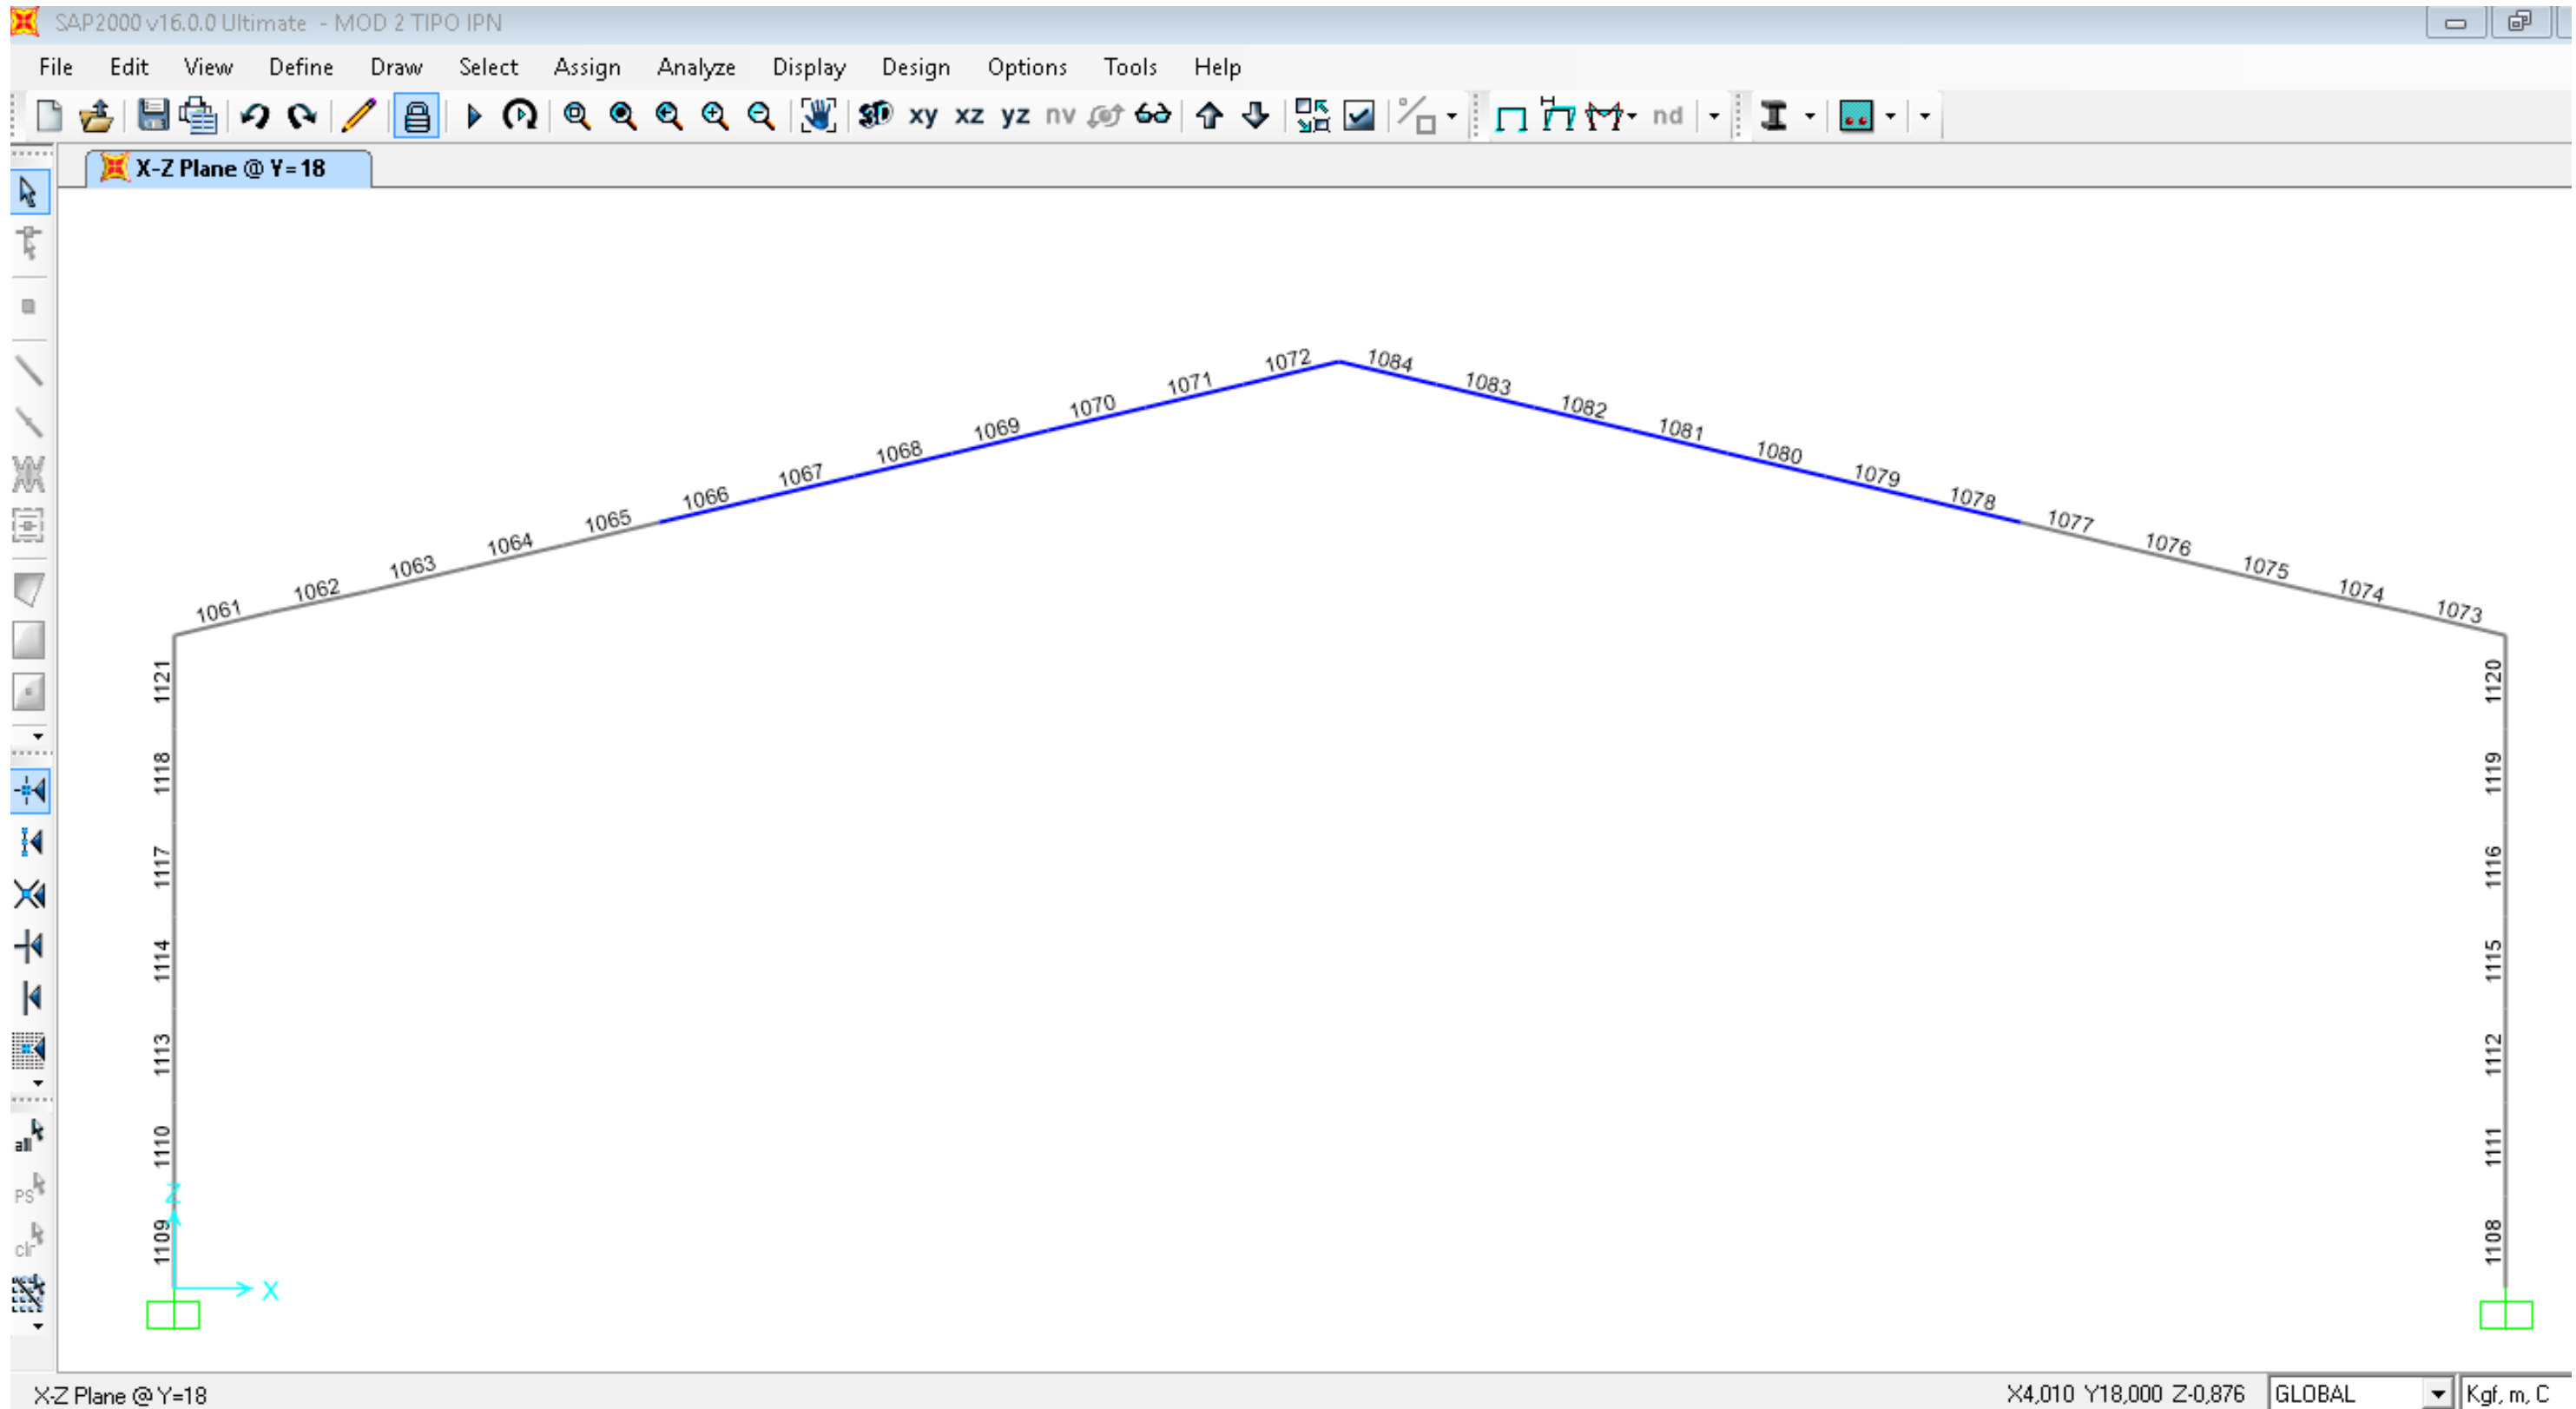 SAP2000 v16.0.0 Ultimate - MOD 2 TIPO IPN
File Edit View Define Draw Select Assign Analyze Display Design Options Tools Help
3D xy xz yz nv nd
X-Z Plane @ Y=18
1072 1084
1071 1083
1070 1082
1069 1081
1068 1080
1067 1079
1066 1078
1065 1077
1064 1076
1063 1075
1062 1074
1061 1073
1121 1120
1118 1119
1117 1116
1114 1115
1113 1112
1110 1111
1109 1108
Z
X
all
PS
clr
X-Z Plane @ Y=18
X4,010 Y18,000 Z-0,876 GLOBAL Kgf, m, C